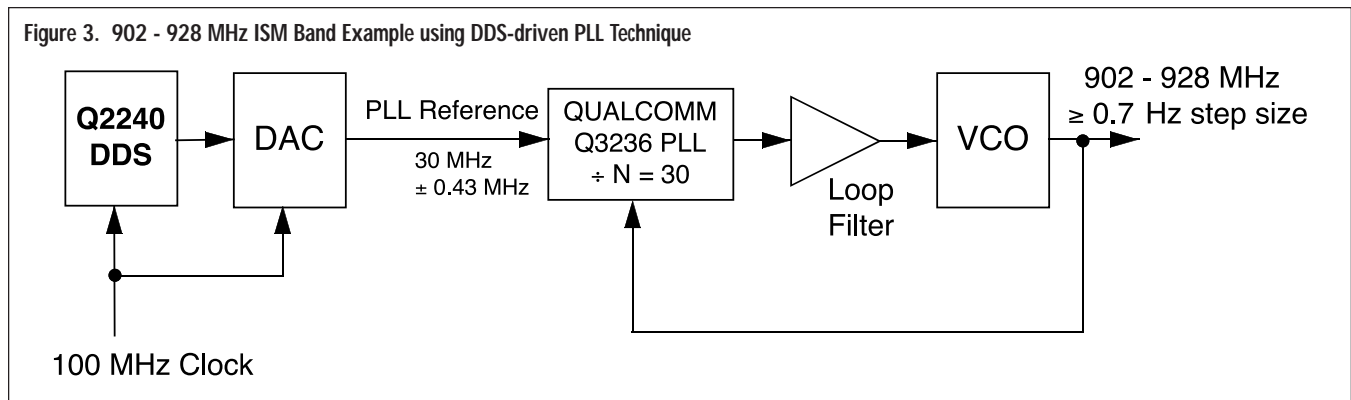 Figure 3. 902 - 928 MHz ISM Band Example using DDS-driven PLL Technique
Q2240
DDS
DAC
PLL Reference
30 MHz
± 0.43 MHz
QUALCOMM
Q3236 PLL
÷ N = 30
Loop
Filter
VCO
902 - 928 MHz
≥ 0.7 Hz step size
100 MHz Clock